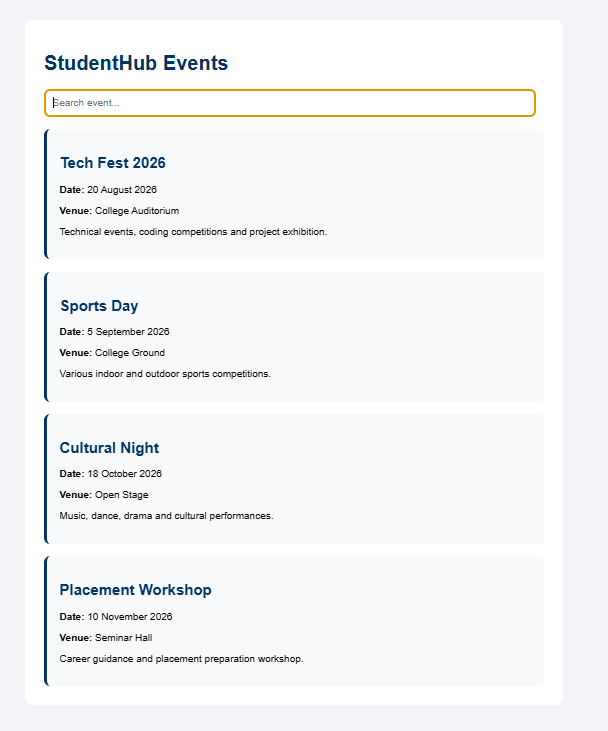 StudentHub Events
Search event...
Tech Fest 2026
Date: 20 August 2026
Venue: College Auditorium
Technical events, coding competitions and project exhibition.
Sports Day
Date: 5 September 2026
Venue: College Ground
Various indoor and outdoor sports competitions.
Cultural Night
Date: 18 October 2026
Venue: Open Stage
Music, dance, drama and cultural performances.
Placement Workshop
Date: 10 November 2026
Venue: Seminar Hall
Career guidance and placement preparation workshop.